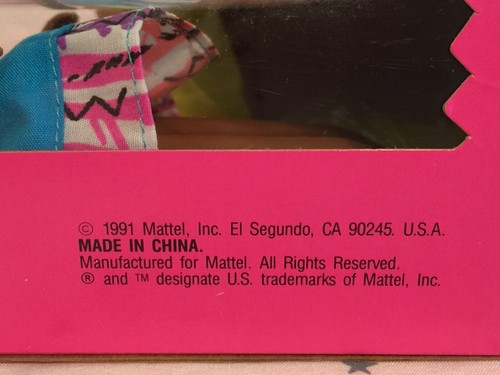 © 1991 Mattel, Inc. El Segundo, CA 90245. U.S.A.
MADE IN CHINA.
Manufactured for Mattel. All Rights Reserved.
® and ™ designate U.S. trademarks of Mattel, Inc.